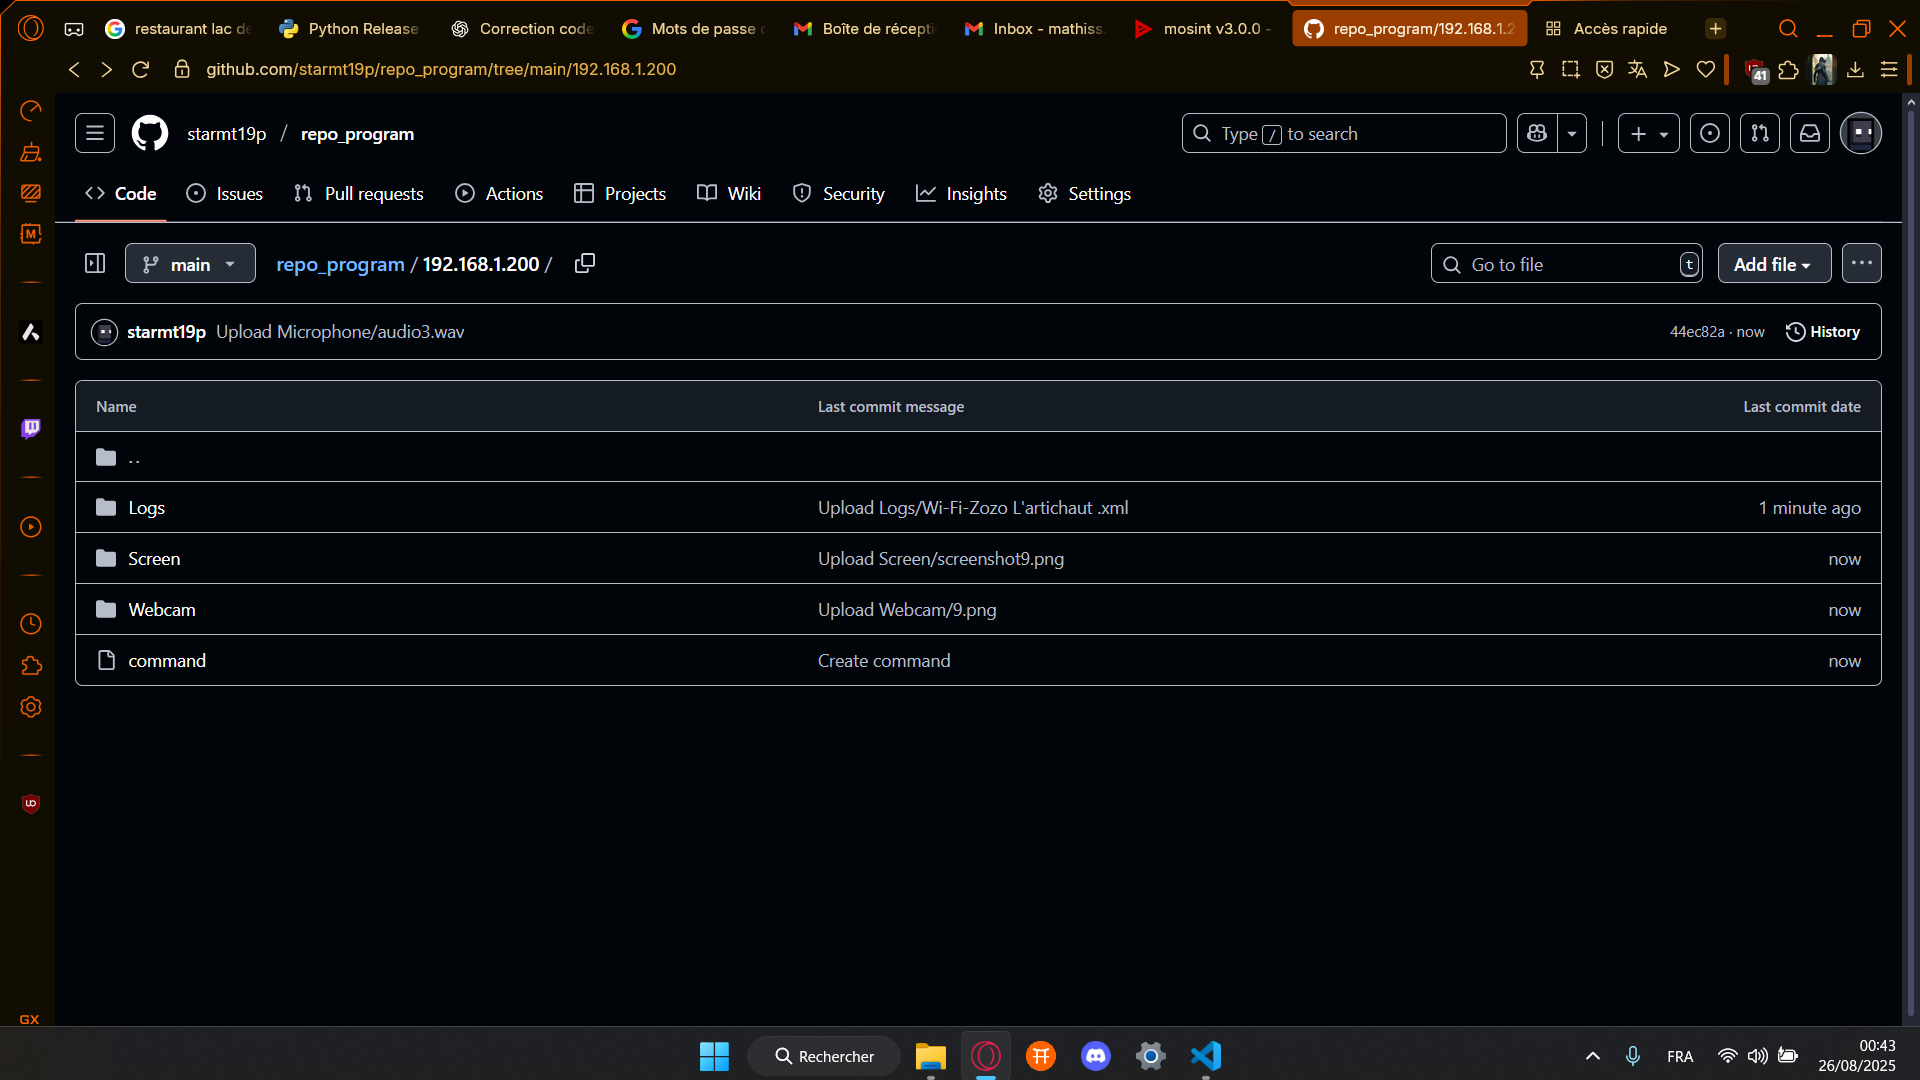 restaurant lac de
Python Release
Correction code
Mots de passe
Boîte de récepti
Inbox - mathiss.
mosint v3.0.0 -
repo_program/192.168.1.2
Accès rapide
github.com/starmt19p/repo_program/tree/main/192.168.1.200
41
starmt19p / repo_program
Type / to search
Code
Issues
Pull requests
Actions
Projects
Wiki
Security
Insights
Settings
main
repo_program / 192.168.1.200 /
Go to file
t
Add file
starmt19p Upload Microphone/audio3.wav
44ec82a · now
History
Name Last commit message Last commit date
..
Logs Upload Logs/Wi-Fi-Zozo L'artichaut .xml 1 minute ago
Screen Upload Screen/screenshot9.png now
Webcam Upload Webcam/9.png now
command Create command now
GX
Rechercher
FRA
00:43
26/08/2025